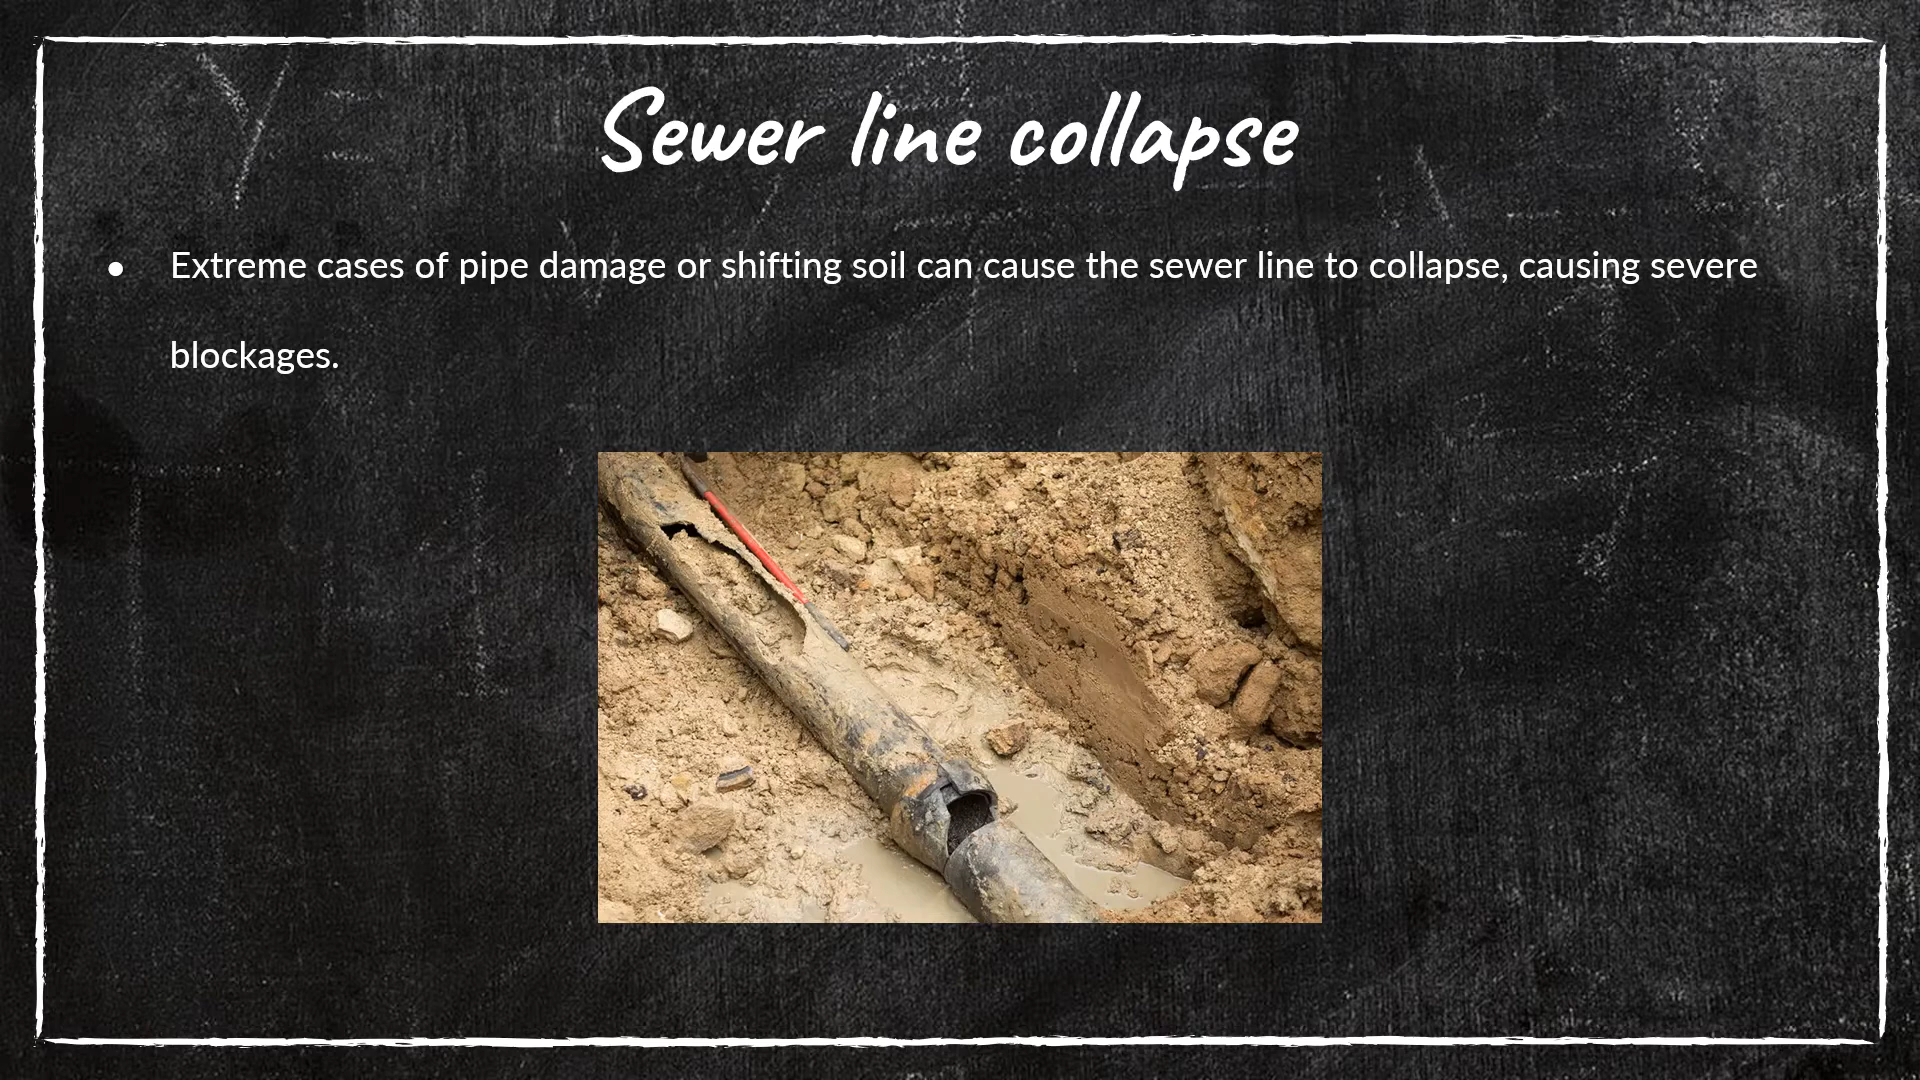 Sewer line collapse
● Extreme cases of pipe damage or shifting soil can cause the sewer line to collapse, causing severe
blockages.